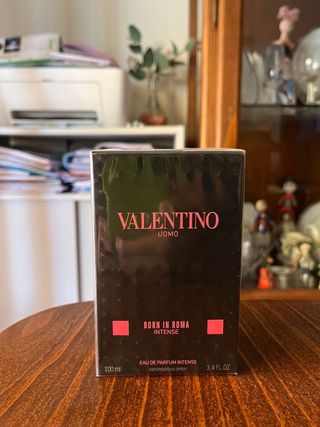 VALENTINO
UOMO
BORN IN ROMA
INTENSE
EAU DE PARFUM INTENSE
100 ml VAPORISATEUR SPRAY 3.4 FL.OZ